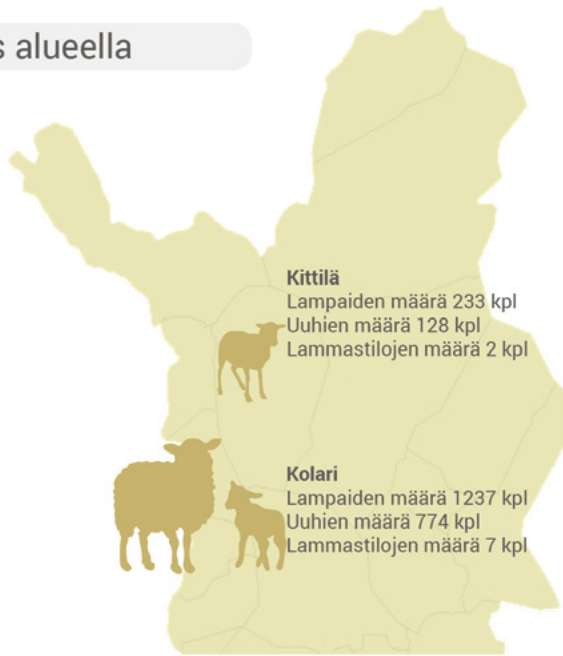 s alueella
Kittilä
Lampaiden määrä 233 kpl
Uuhien määrä 128 kpl
Lammastilojen määrä 2 kpl
Kolari
Lampaiden määrä 1237 kpl
Uuhien määrä 774 kpl
Lammastilojen määrä 7 kpl